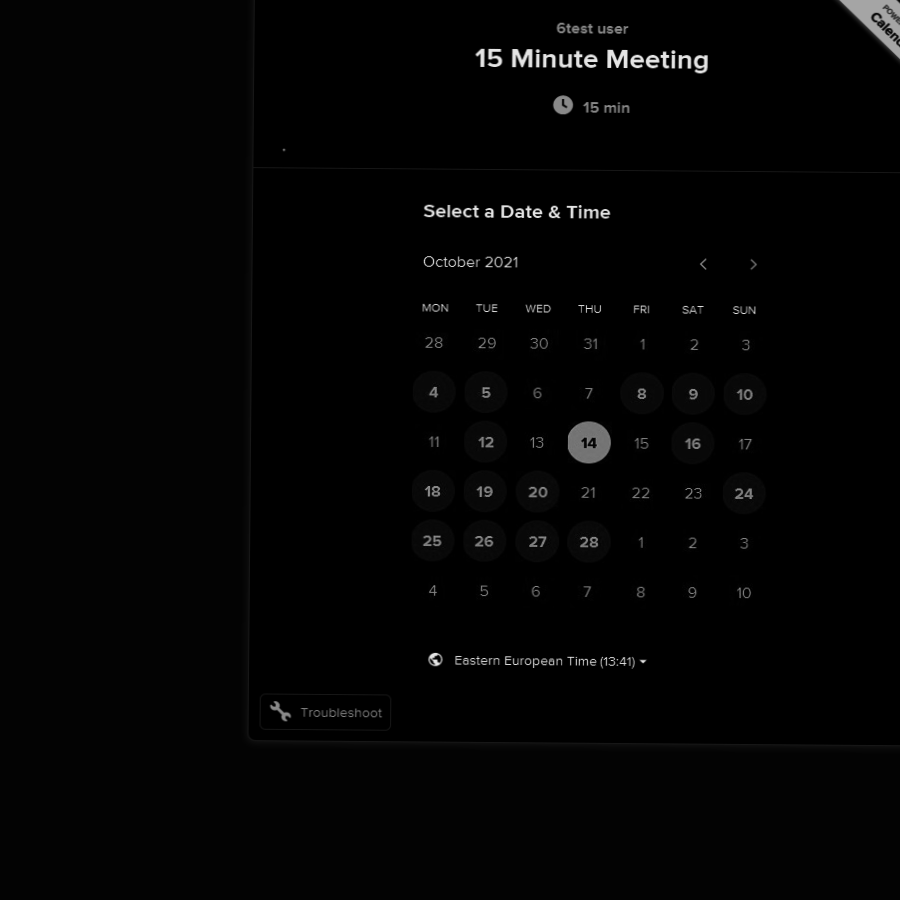 6test user
15 Minute Meeting
15 min
Select a Date & Time
October 2021
MON TUE WED THU FRI SAT SUN
28 29 30 31 1 2 3
4 5 6 7 8 9 10
11 12 13 14 15 16 17
18 19 20 21 22 23 24
25 26 27 28 1 2 3
4 5 6 7 8 9 10
Eastern European Time (13:41)
Troubleshoot